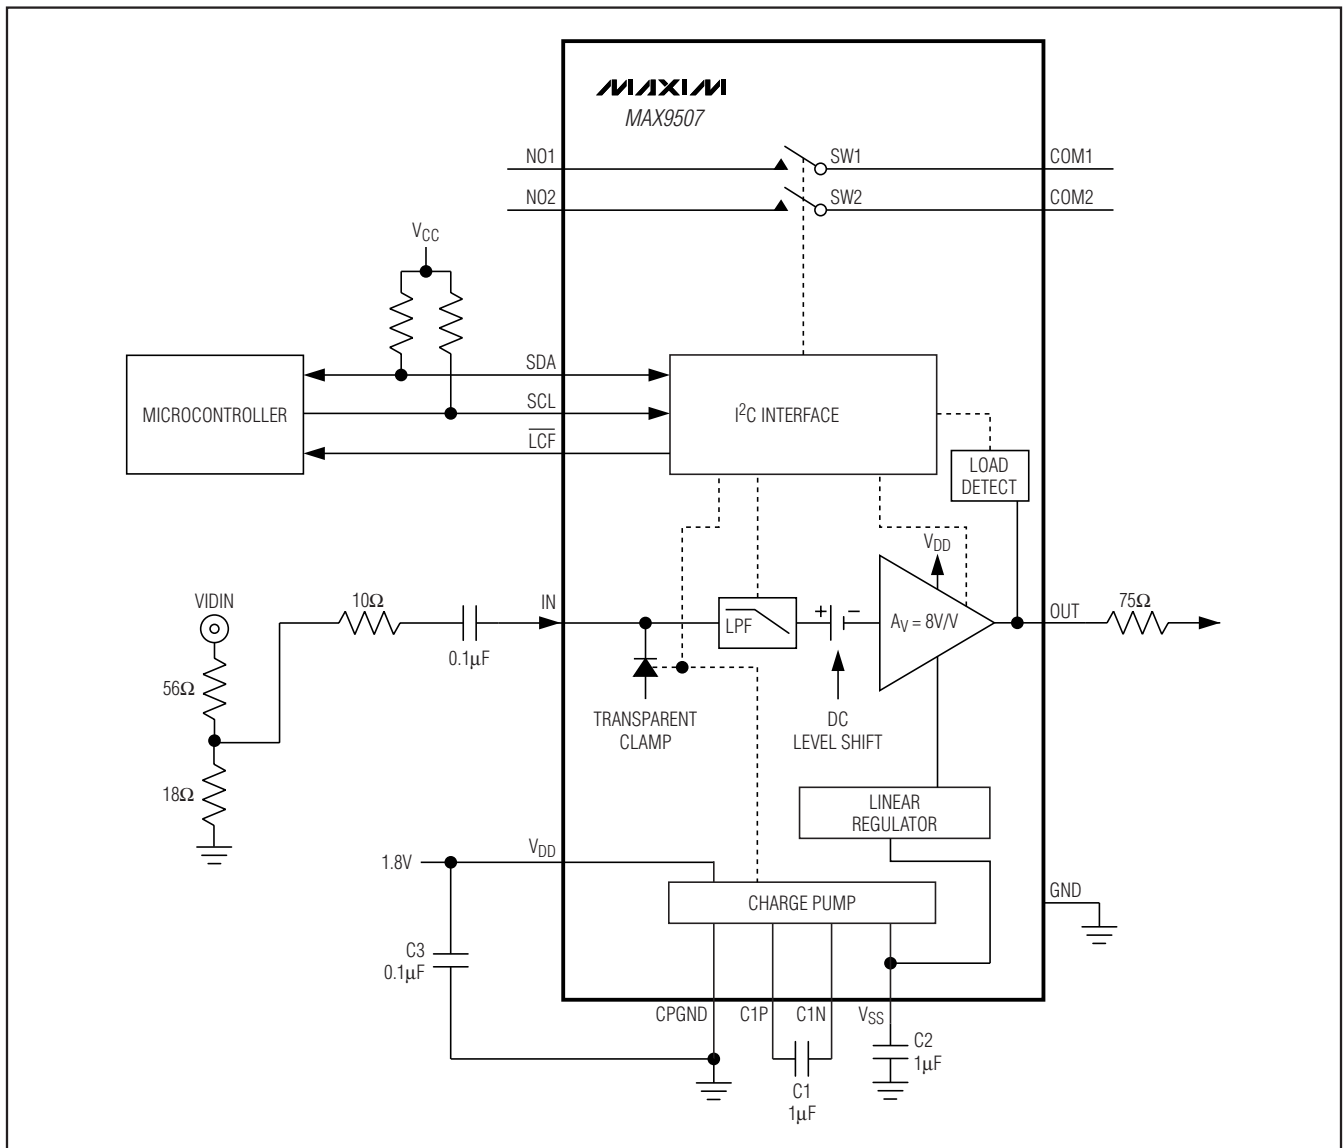 MAXIM
MAX9507
NO1
SW1
COM1
NO2
SW2
COM2
VCC
SDA
SCL
LCF
MICROCONTROLLER
I²C INTERFACE
LOAD
DETECT
VDD
VIDIN
10Ω
0.1µF
IN
LPF
+
−
AV = 8V/V
OUT
75Ω
56Ω
18Ω
TRANSPARENT
CLAMP
DC
LEVEL SHIFT
LINEAR
REGULATOR
1.8V
VDD
CHARGE PUMP
GND
C3
0.1µF
CPGND
C1P
C1N
VSS
C2
1µF
C1
1µF